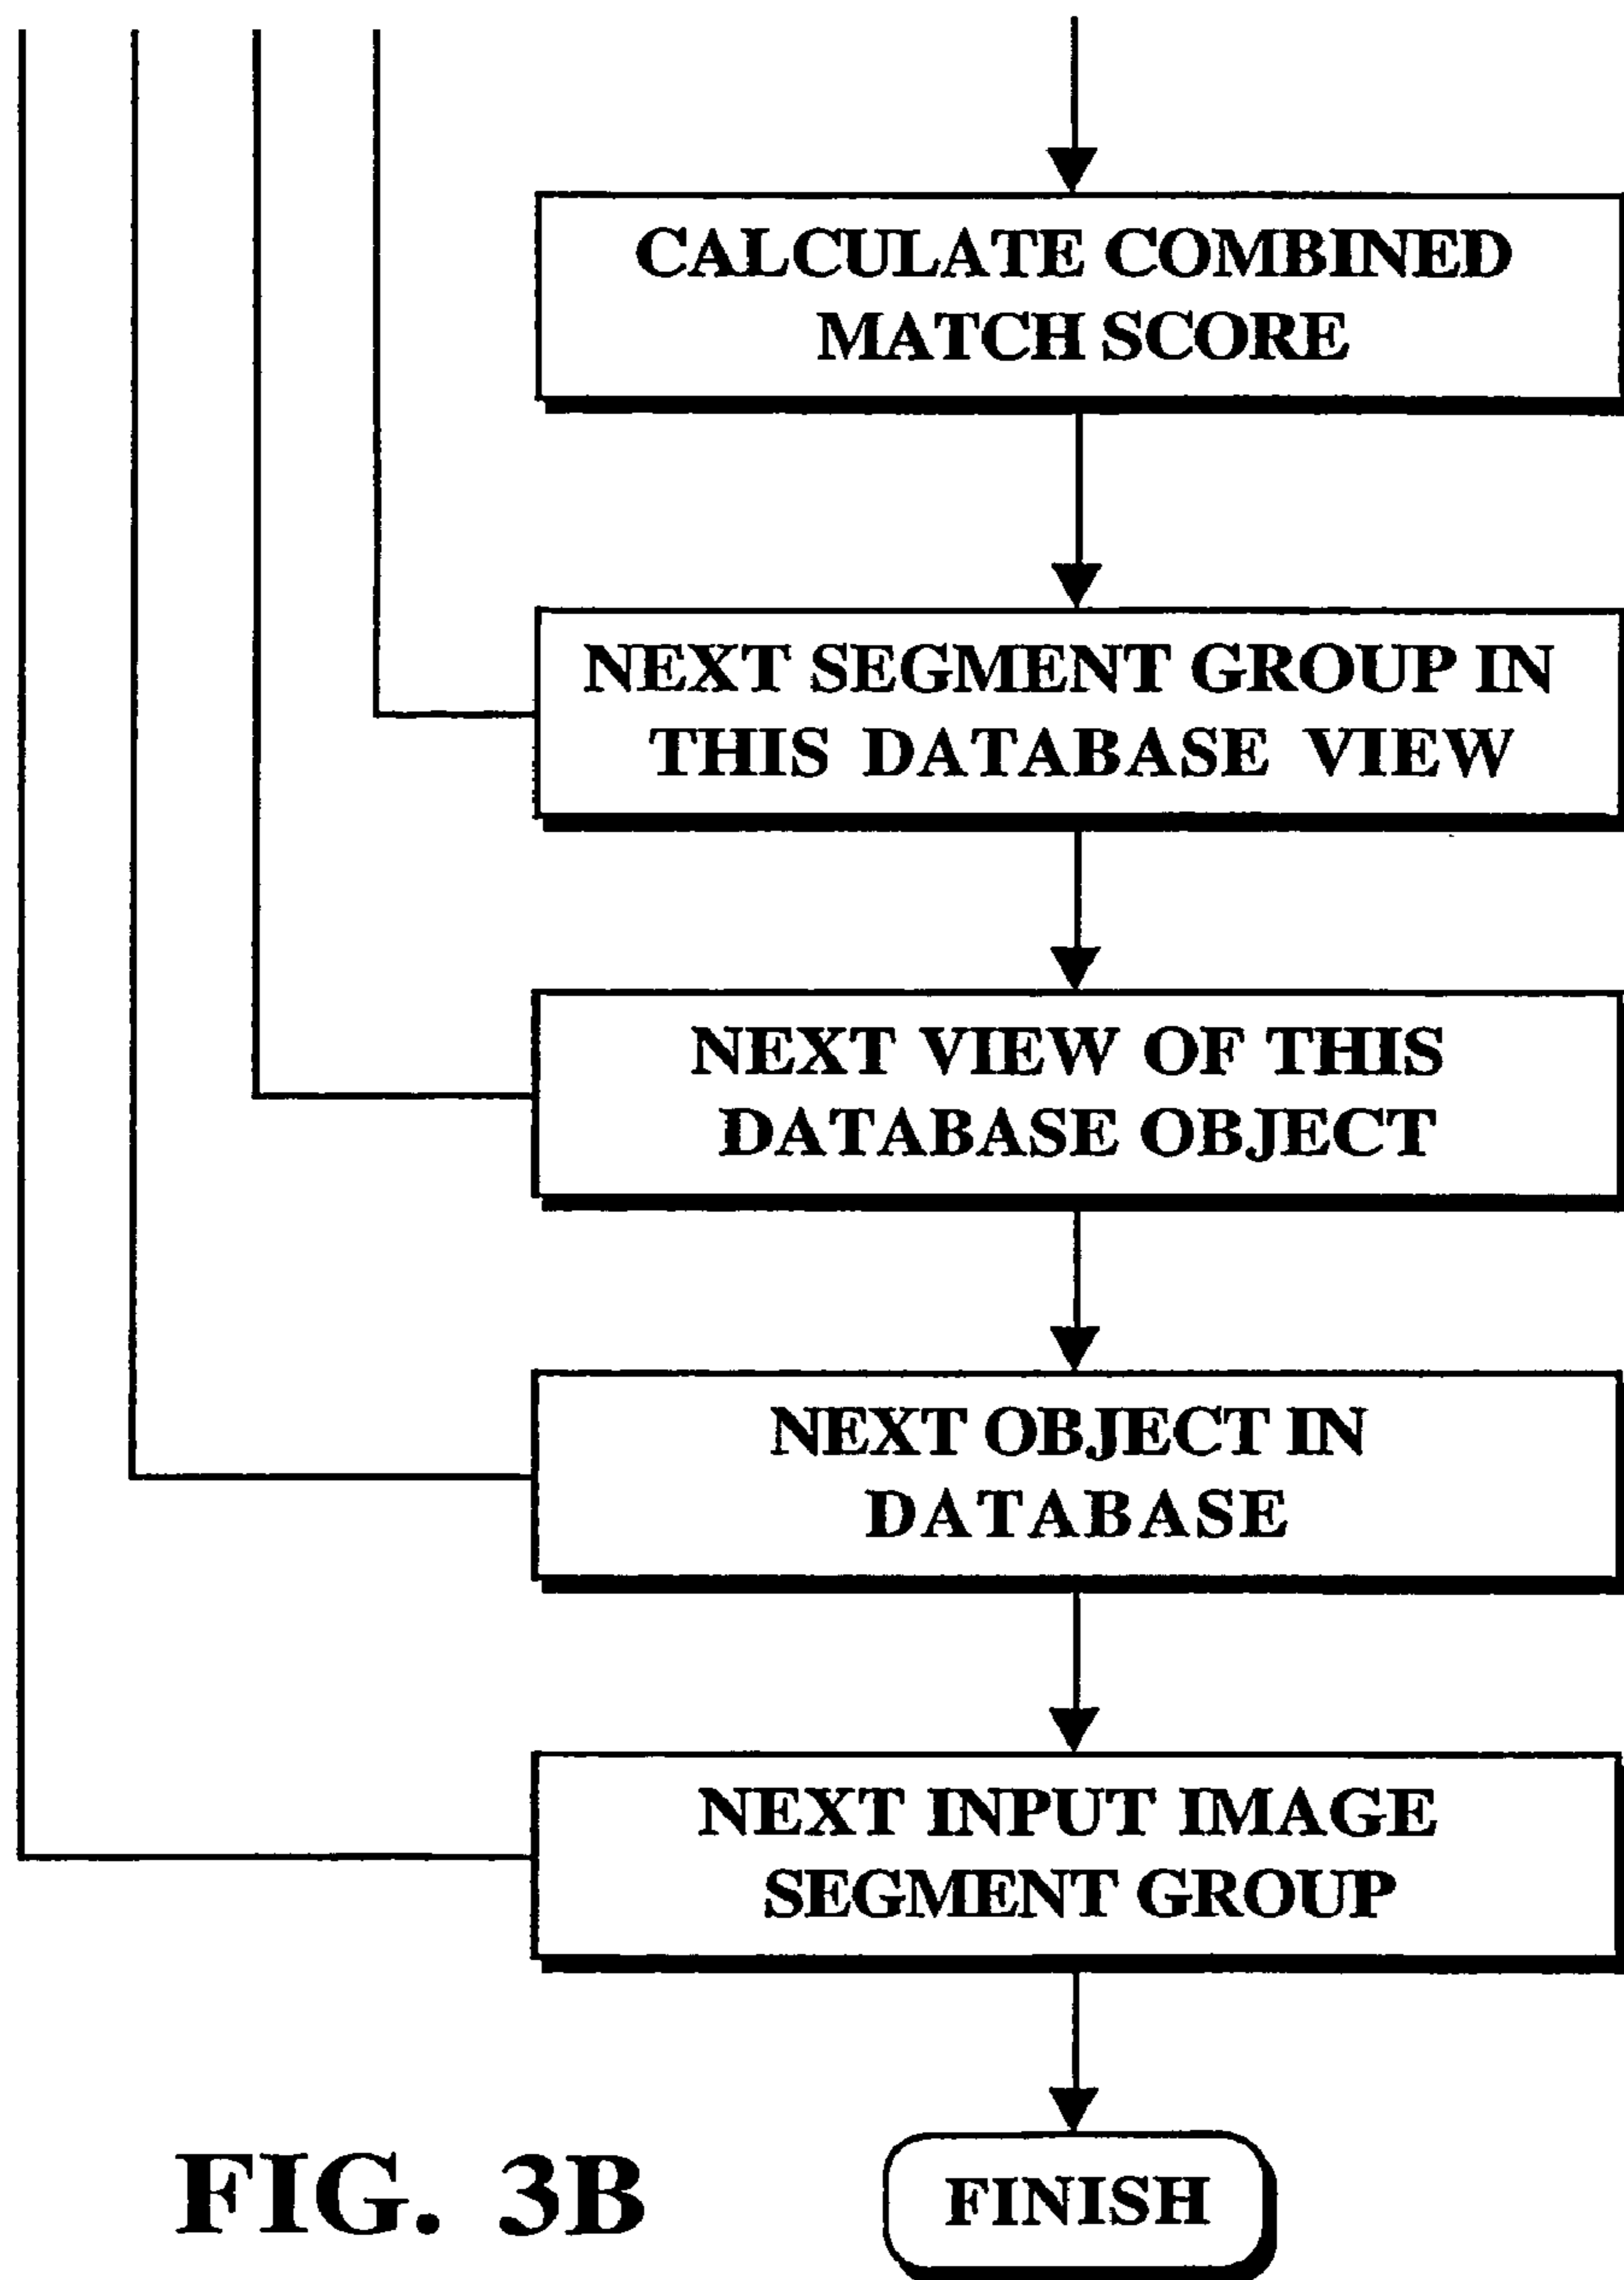 CALCULATE COMBINED
MATCH SCORE
NEXT SEGMENT GROUP IN
THIS DATABASE VIEW
NEXT VIEW OF THIS
DATABASE OBJECT
NEXT OBJECT IN
DATABASE
NEXT INPUT IMAGE
SEGMENT GROUP
FINISH
FIG. 3B